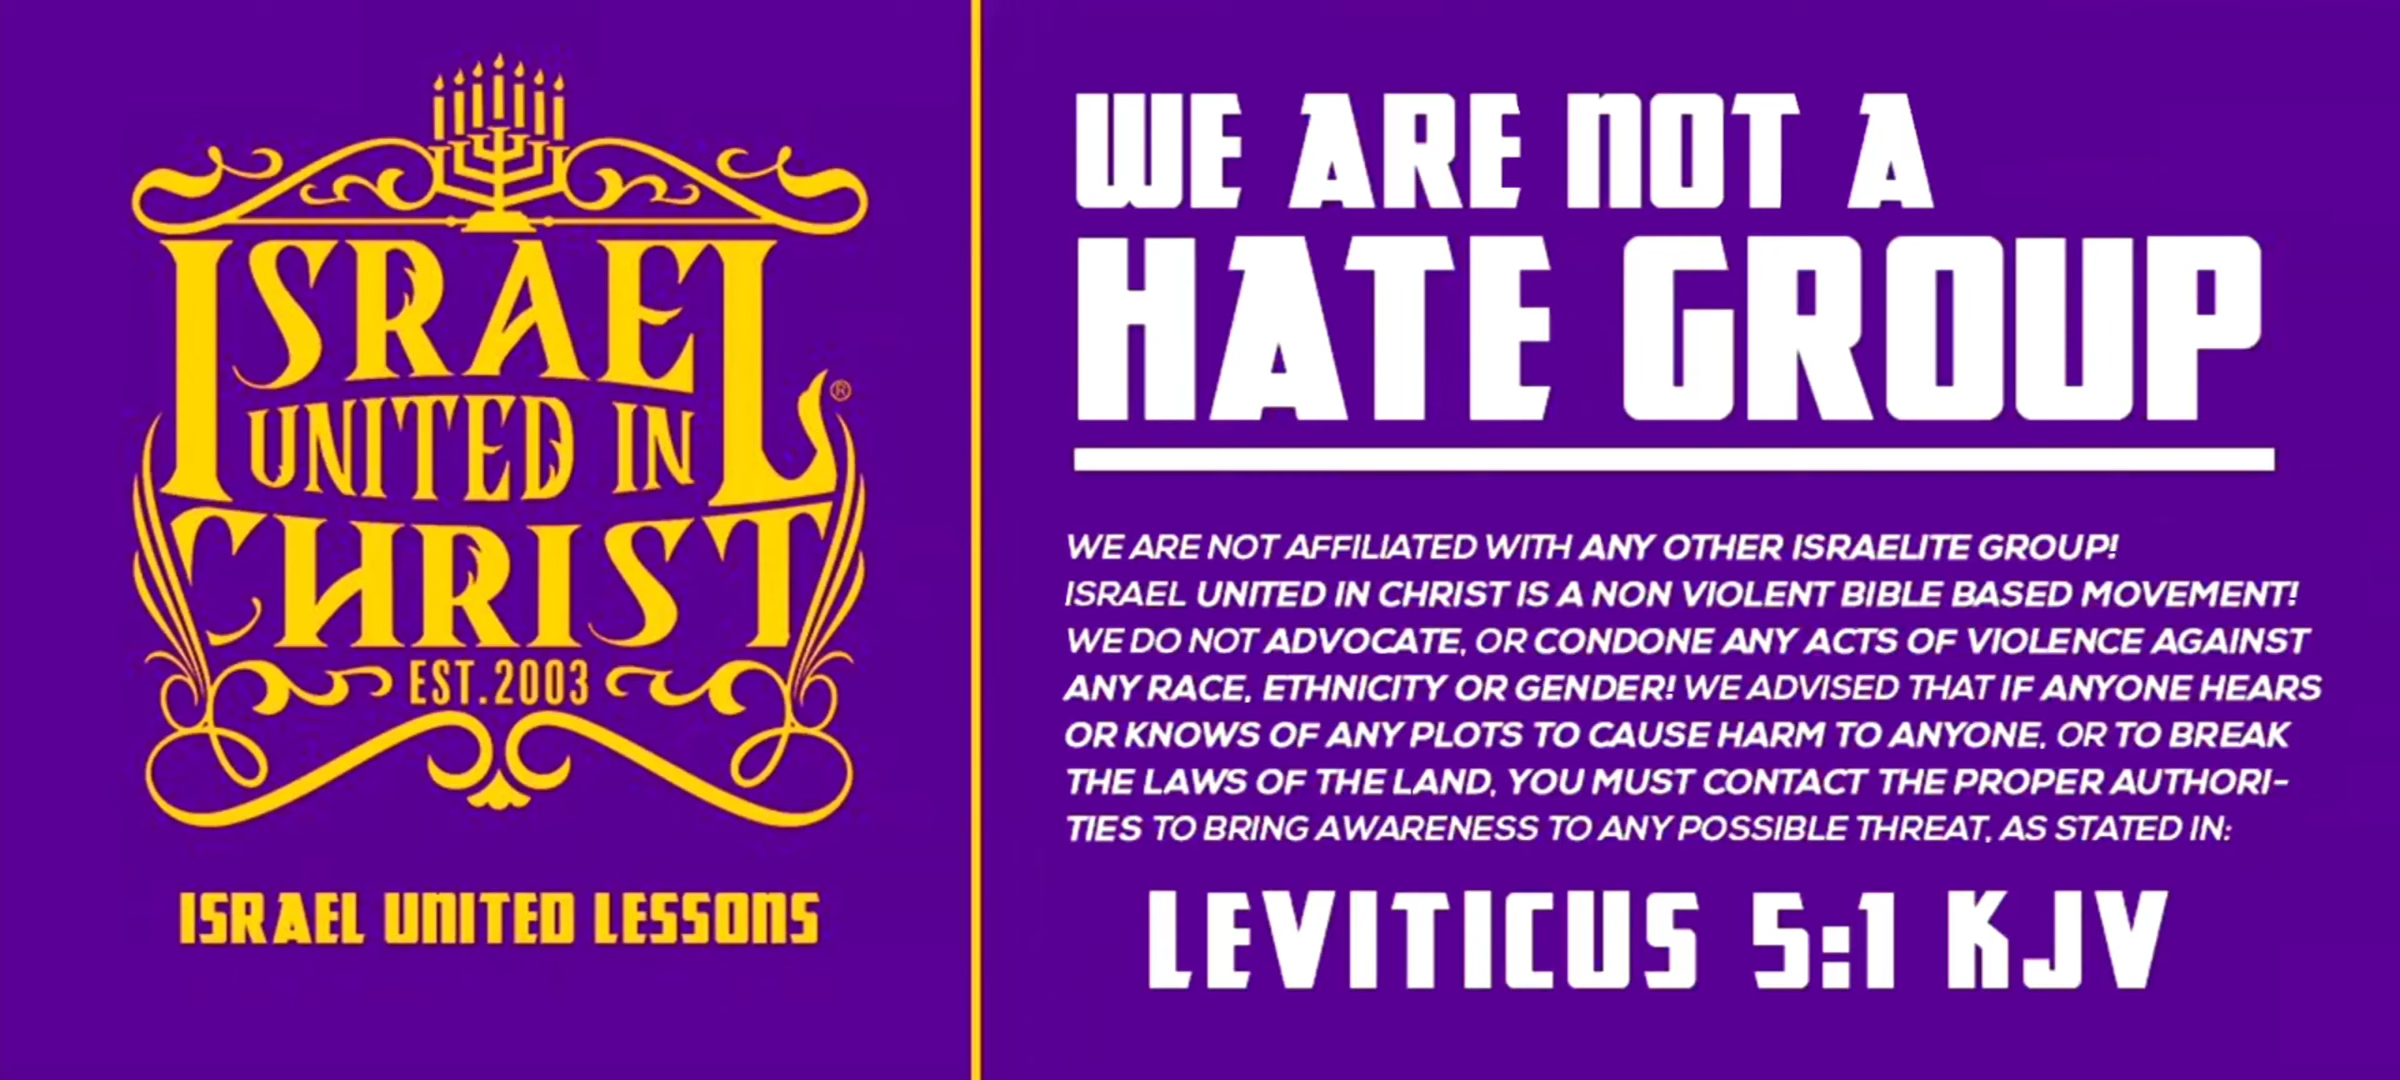 ISRAEL
UNITED IN
CHRIST
®
EST.2003
ISRAEL UNITED LESSONS
WE ARE NOT A
HATE GROUP
WE ARE NOT AFFILIATED WITH ANY OTHER ISRAELITE GROUP!
ISRAEL UNITED IN CHRIST IS A NON VIOLENT BIBLE BASED MOVEMENT!
WE DO NOT ADVOCATE, OR CONDONE ANY ACTS OF VIOLENCE AGAINST
ANY RACE, ETHNICITY OR GENDER! WE ADVISED THAT IF ANYONE HEARS
OR KNOWS OF ANY PLOTS TO CAUSE HARM TO ANYONE, OR TO BREAK
THE LAWS OF THE LAND, YOU MUST CONTACT THE PROPER AUTHORI-
TIES TO BRING AWARENESS TO ANY POSSIBLE THREAT, AS STATED IN:
LEVITICUS 5:1 KJV